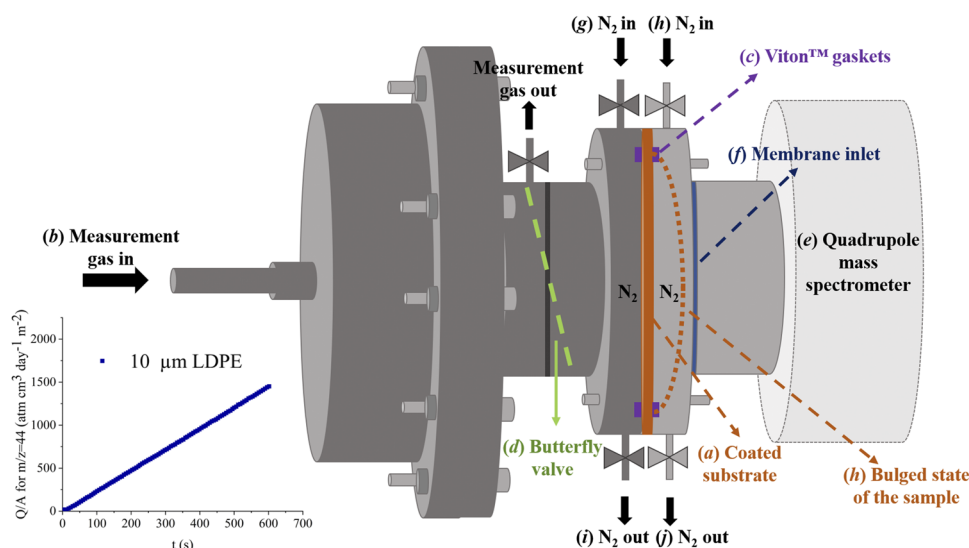 (g) N₂ in
(h) N₂ in
(c) Viton™ gaskets
Measurement
gas out
(f) Membrane inlet
(b) Measurement
gas in
(e) Quadrupole
mass
spectrometer
N₂
N₂
(d) Butterfly
valve
(a) Coated
substrate
(h) Bulged state
of the sample
(i) N₂ out
(j) N₂ out
Q/A for m/z=44 (atm cm³ day⁻¹ m⁻²)
2000
1500
1000
500
0
10 µm LDPE
0 100 200 300 400 500 600 700
t (s)